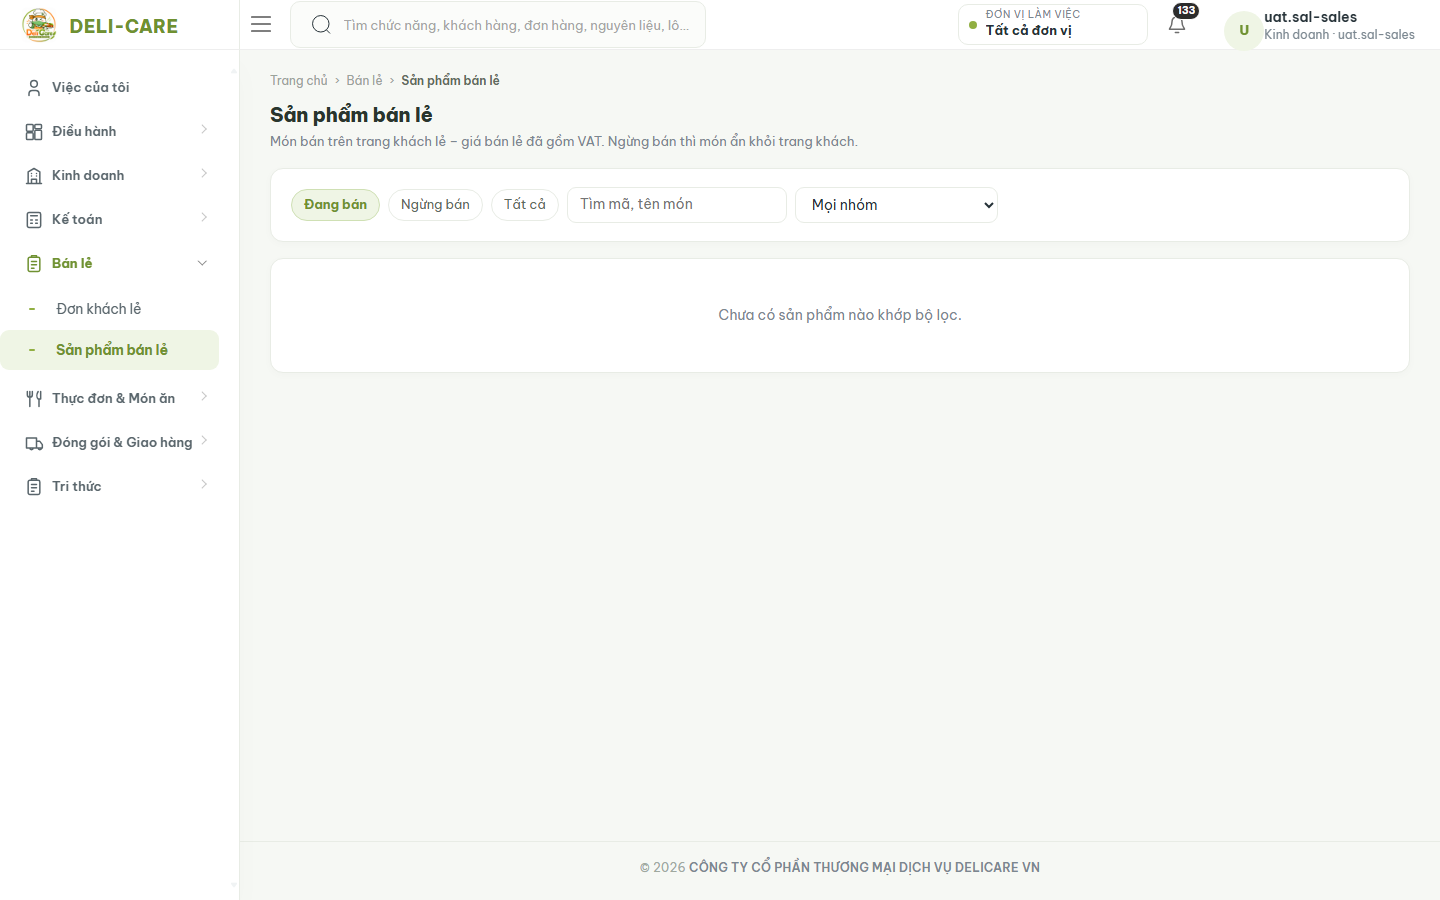 DELI-CARE
Tìm chức năng, khách hàng, đơn hàng, nguyên liệu, lô...
ĐƠN VỊ LÀM VIỆC
Tất cả đơn vị
133
U
uat.sal-sales
Kinh doanh · uat.sal-sales
Việc của tôi
Điều hành
Kinh doanh
Kế toán
Bán lẻ
Đơn khách lẻ
Sản phẩm bán lẻ
Thực đơn & Món ăn
Đóng gói & Giao hàng
Tri thức
Trang chủ › Bán lẻ › Sản phẩm bán lẻ
Sản phẩm bán lẻ
Món bán trên trang khách lẻ – giá bán lẻ đã gồm VAT. Ngừng bán thì món ẩn khỏi trang khách.
Đang bán Ngừng bán Tất cả Tìm mã, tên món Mọi nhóm
Chưa có sản phẩm nào khớp bộ lọc.
© 2026 CÔNG TY CỔ PHẦN THƯƠNG MẠI DỊCH VỤ DELICARE VN